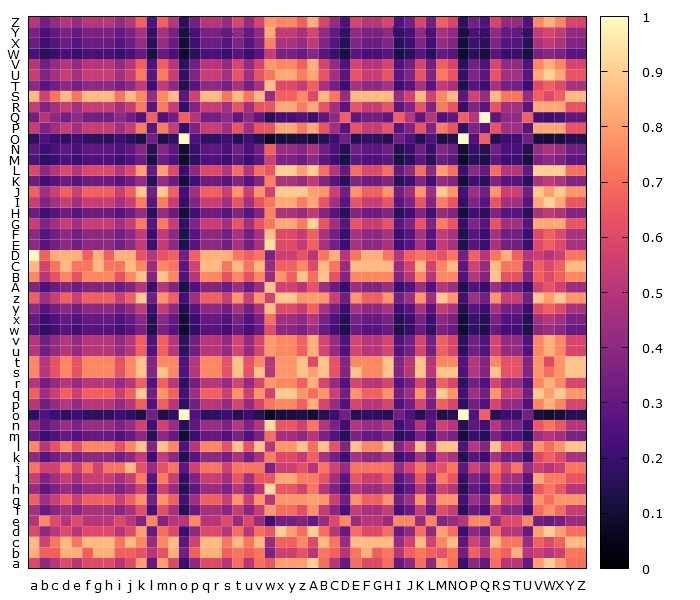 Z
Y
X
W
V
U
T
S
R
Q
P
O
N
M
L
K
J
I
H
G
F
E
D
C
B
A
z
y
x
w
v
u
t
s
r
q
p
o
n
m
l
k
j
i
h
g
f
e
d
c
b
a
a b c d e f g h i j k l m n o p q r s t u v w x y z A B C D E F G H I J K L M N O P Q R S T U V W X Y Z
1
0.9
0.8
0.7
0.6
0.5
0.4
0.3
0.2
0.1
0